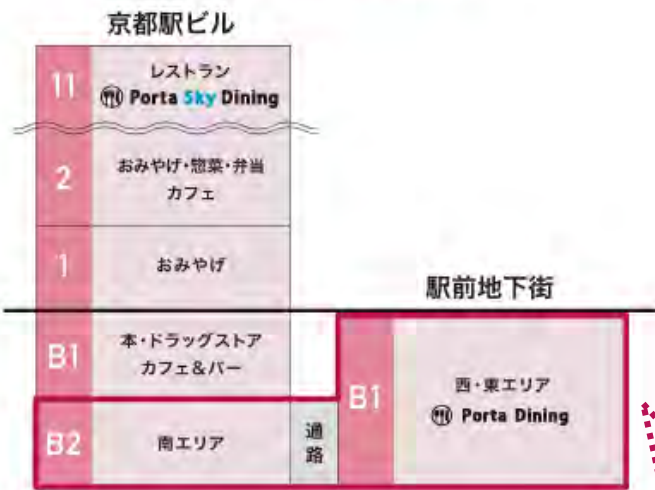 京都駅ビル
11
レストラン
Porta Sky Dining
2
おみやげ・惣菜・弁当
カフェ
1
おみやげ
駅前地下街
B1
本・ドラッグストア
カフェ&バー
B1
西・東エリア
Porta Dining
B2
南エリア
通路